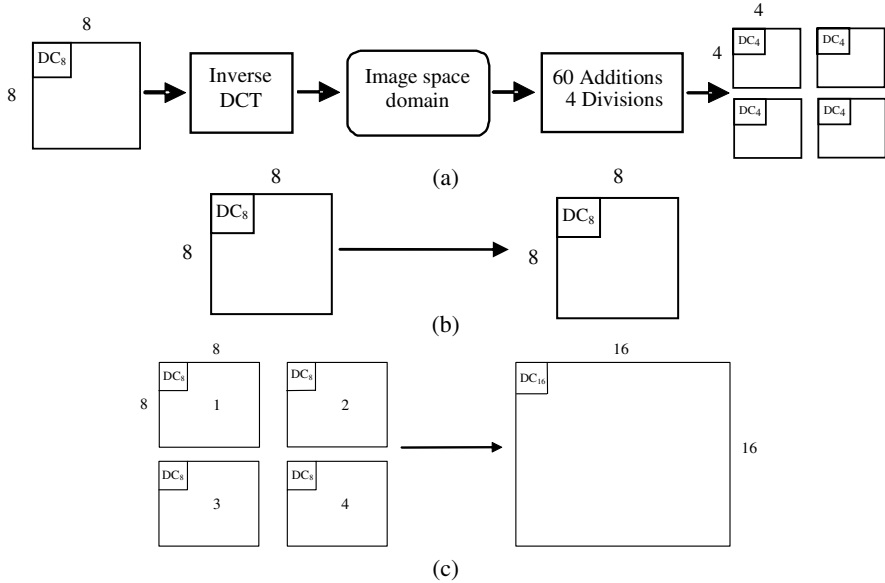 8
8
DC₈
Inverse
DCT
Image space
domain
60 Additions
4 Divisions
4
4
DC₄
DC₄
DC₄
DC₄
(a)
8
8
DC₈
8
8
DC₈
(b)
8
8
DC₈
1
DC₈
2
DC₈
3
DC₈
4
16
DC₁₆
16
(c)